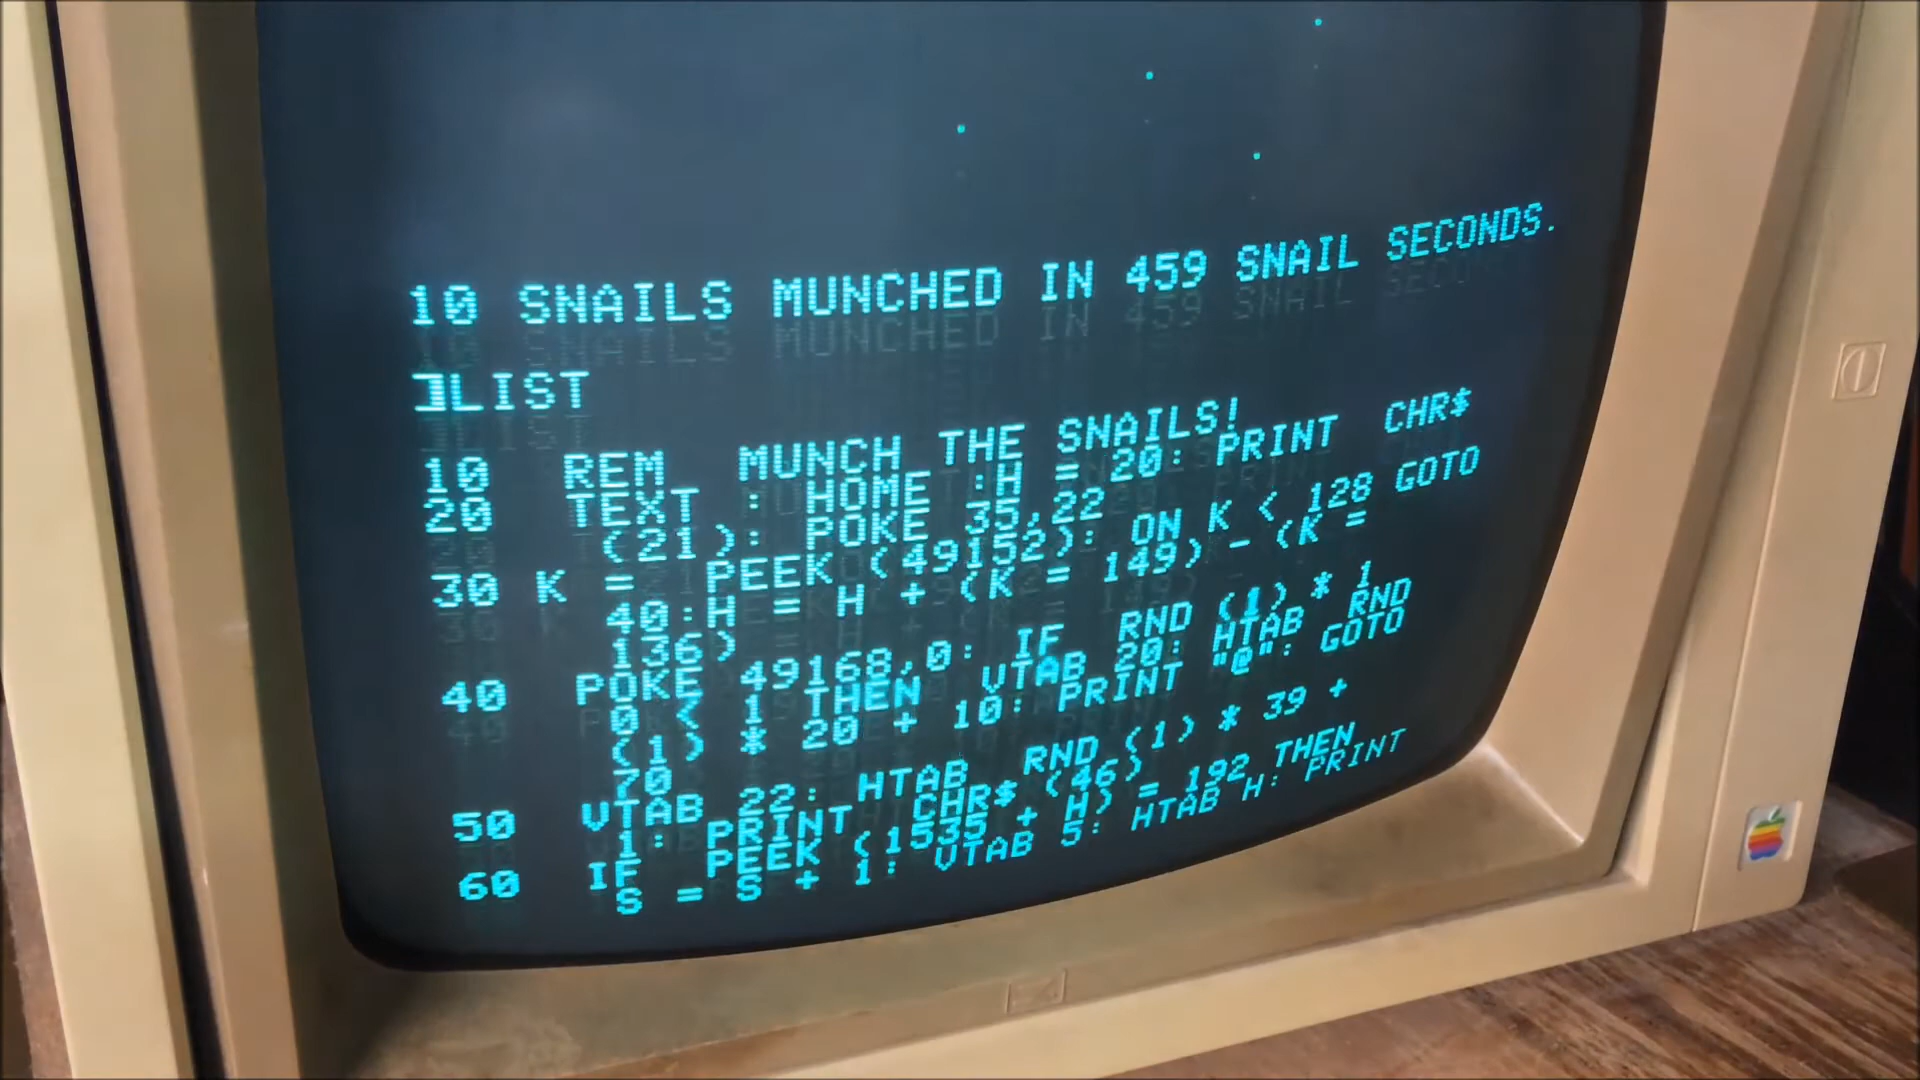 10 SNAILS MUNCHED IN 459 SNAIL SECONDS.
]LIST
10 REM MUNCH THE SNAILS!
20 TEXT : HOME :H = 20: PRINT CHR$
(21): POKE 35,22
30 K = PEEK (49152): ON K < 128 GOTO
40:H = H + (K = 149) - (K =
136)
40 POKE 49168,0: IF RND (1) * 1
0 < 1 THEN VTAB 20: HTAB RND
(1) * 20 + 10: PRINT "@": GOTO
70
50 VTAB 22: HTAB RND (1) * 39 +
1: PRINT CHR$ (46)
60 IF PEEK (1535 + H) = 192 THEN
S = S + 1: VTAB 5: HTAB H: PRINT